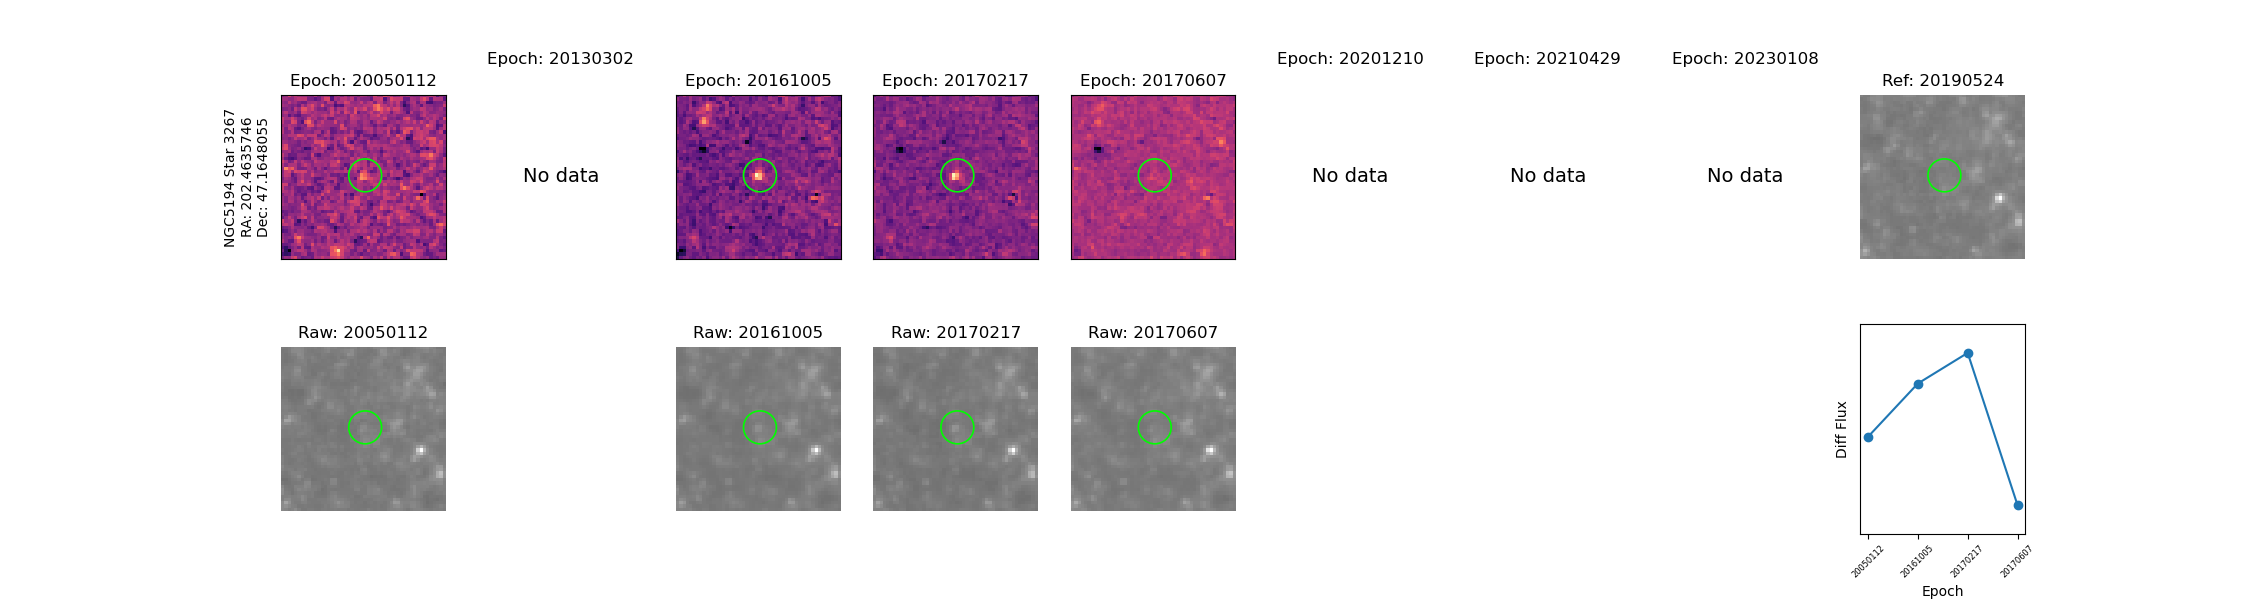 Epoch: 20130302
Epoch: 20201210
Epoch: 20210429
Epoch: 20230108
Epoch: 20050112
Epoch: 20161005
Epoch: 20170217
Epoch: 20170607
Ref: 20190524
NGC5194 Star 3267
RA: 202.4635746
Dec: 47.1648055
No data
No data
No data
No data
Raw: 20050112
Raw: 20161005
Raw: 20170217
Raw: 20170607
Diff Flux
20050112
20161005
20170217
20170607
Epoch